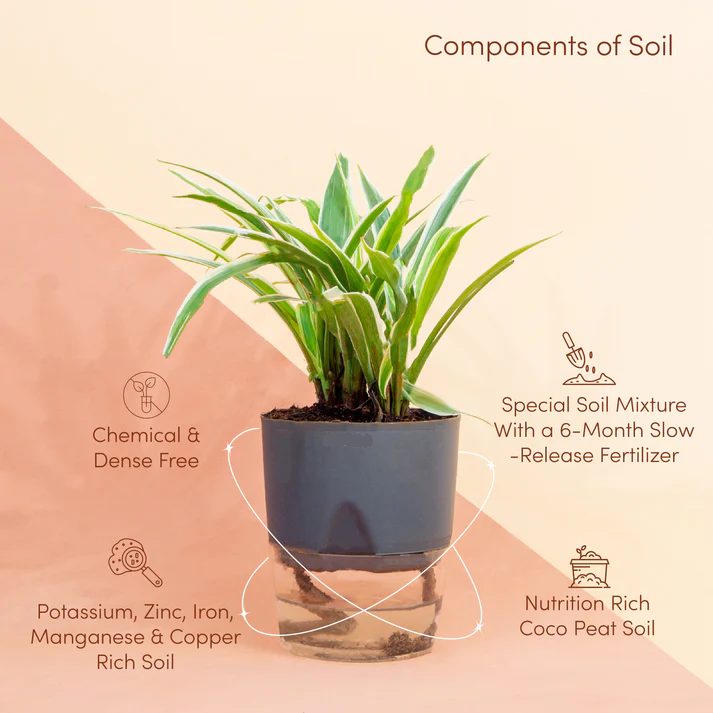 Components of Soil
Special Soil Mixture
With a 6-Month Slow
-Release Fertilizer
Chemical &
Dense Free
Nutrition Rich
Coco Peat Soil
Potassium, Zinc, Iron,
Manganese & Copper
Rich Soil